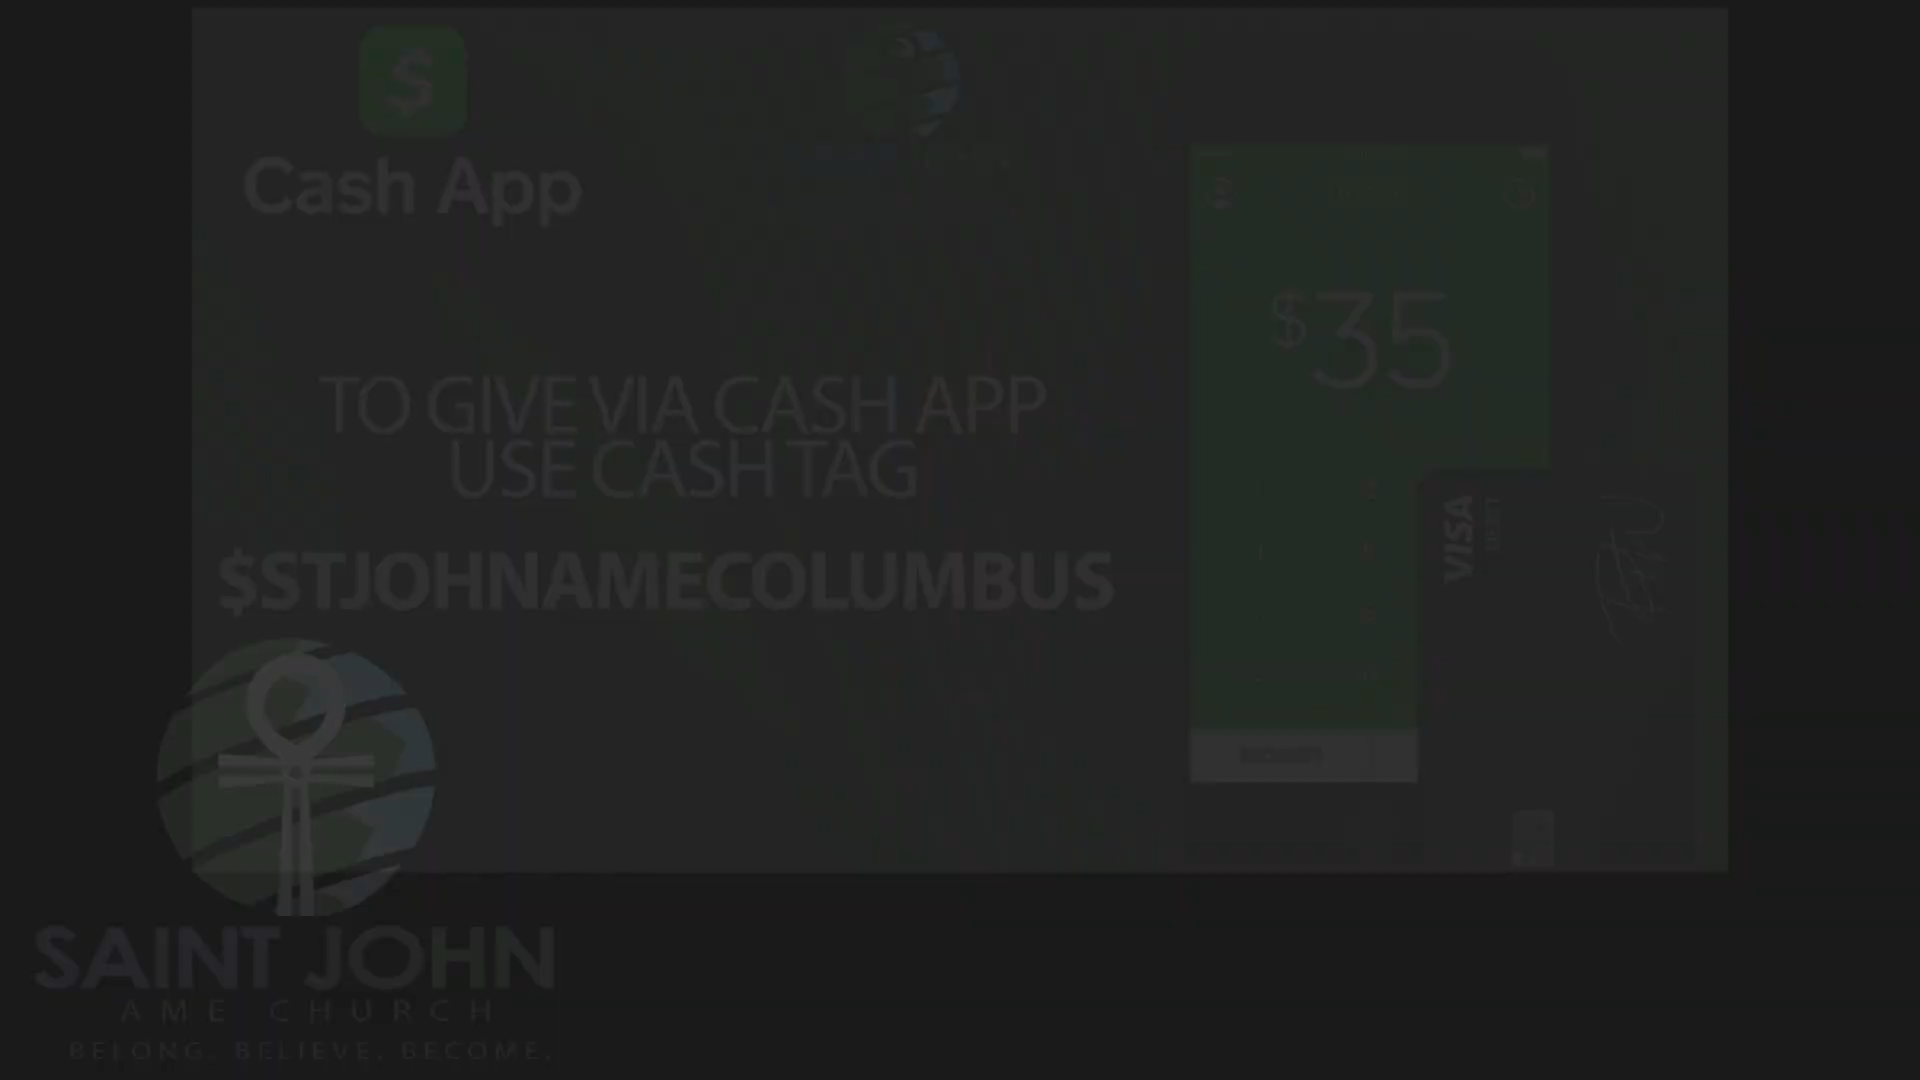 $
Cash App
$35
TO GIVE VIA CASH APP
USE CASH TAG
$STJOHNAMECOLUMBUS
VISA
DEBIT
SAINT JOHN
AME CHURCH
BELONG. BELIEVE. BECOME.